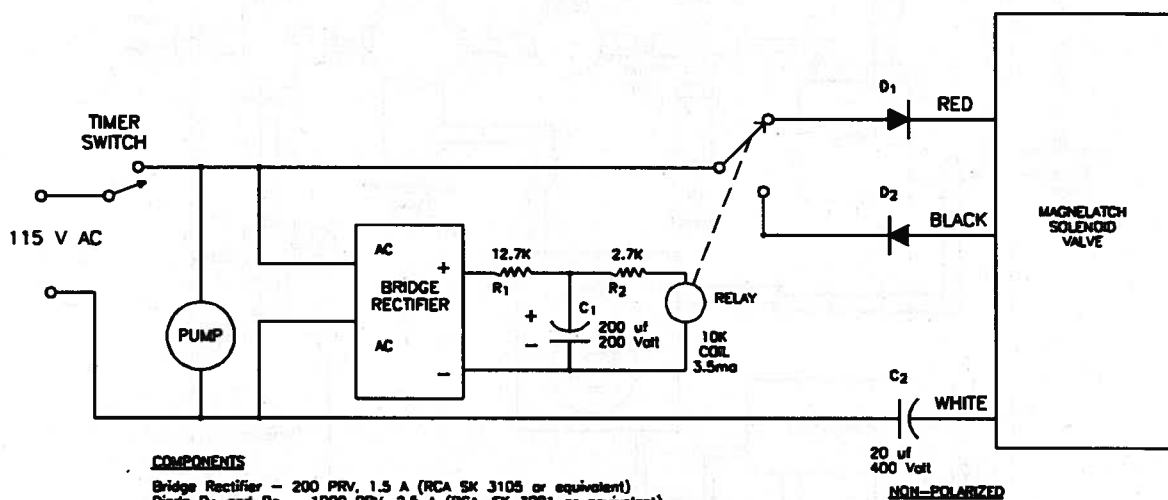 TIMER
SWITCH
115 V AC
PUMP
AC
BRIDGE
RECTIFIER
AC
+
−
12.7K
R1
+
−
C1
200 uf
200 Volt
2.7K
R2
RELAY
10K
COIL
3.5ma
D1
RED
D2
BLACK
MAGNELATCH
SOLENOID
VALVE
C2
WHITE
20 uf
400 Volt
NON-POLARIZED
COMPONENTS
Bridge Rectifier – 200 PRV, 1.5 A (RCA SK 3105 or equivalent)